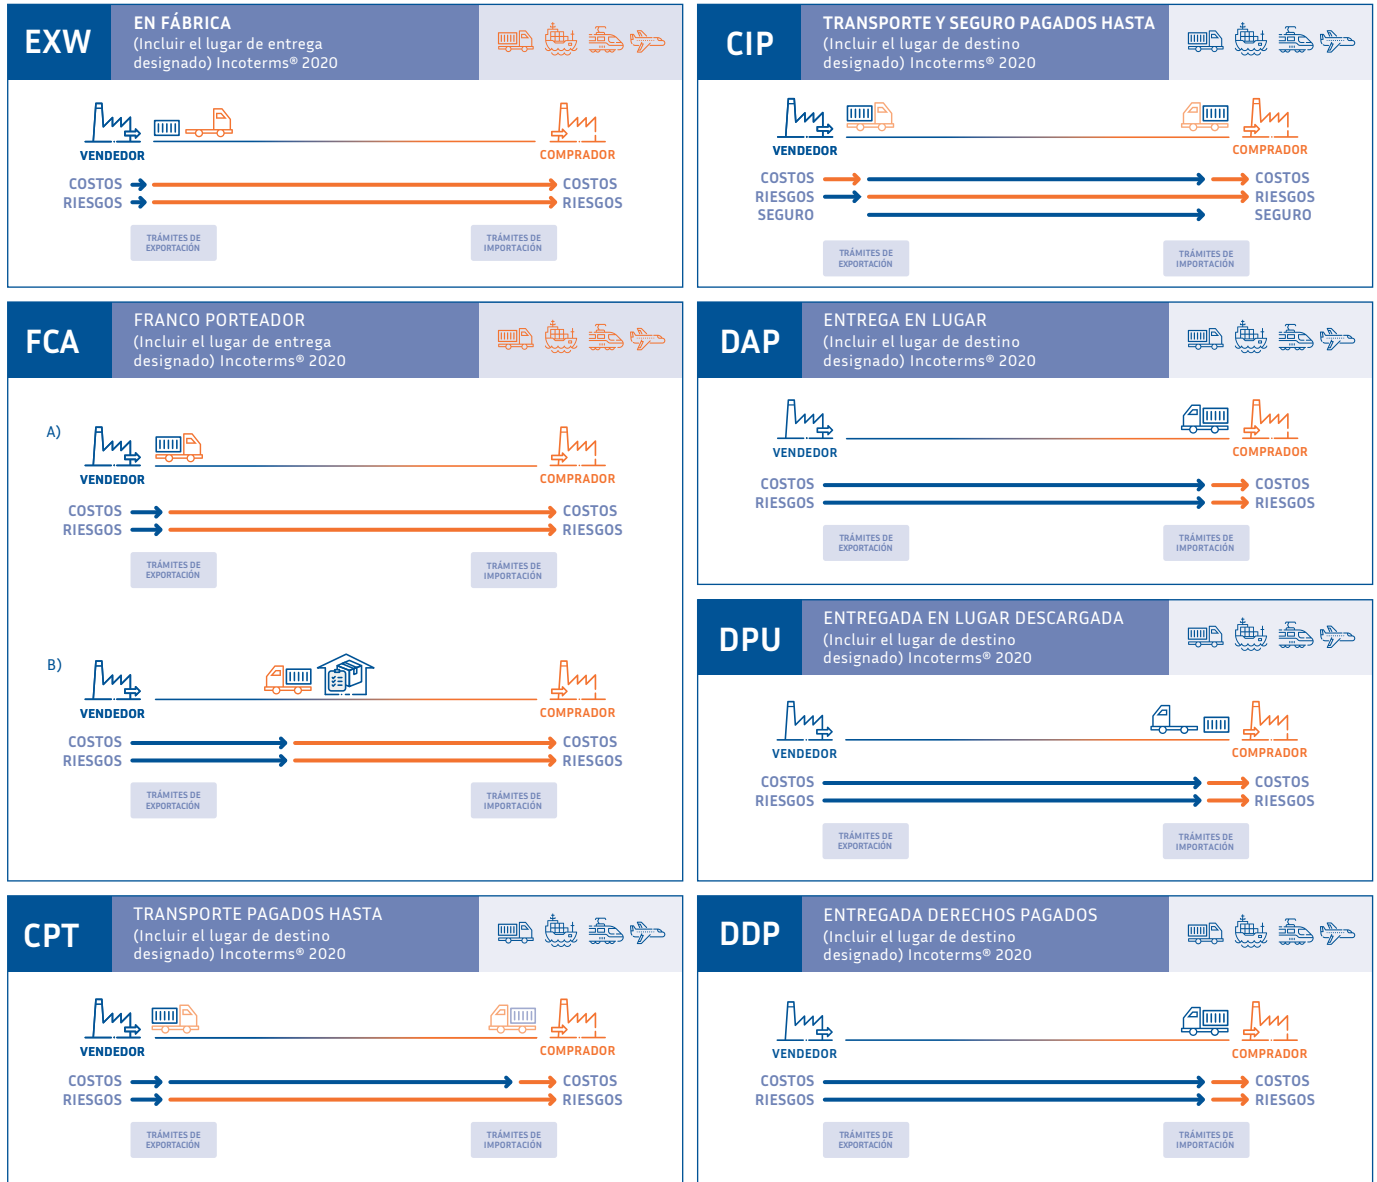 EXW
EN FÁBRICA
(Incluir el lugar de entrega
designado) Incoterms® 2020
VENDEDOR
COMPRADOR
COSTOS
COSTOS
RIESGOS
RIESGOS
TRÁMITES DE
EXPORTACIÓN
TRÁMITES DE
IMPORTACIÓN
FCA
FRANCO PORTEADOR
(Incluir el lugar de entrega
designado) Incoterms® 2020
A)
VENDEDOR
COMPRADOR
COSTOS
COSTOS
RIESGOS
RIESGOS
TRÁMITES DE
EXPORTACIÓN
TRÁMITES DE
IMPORTACIÓN
B)
VENDEDOR
COMPRADOR
COSTOS
COSTOS
RIESGOS
RIESGOS
TRÁMITES DE
EXPORTACIÓN
TRÁMITES DE
IMPORTACIÓN
CPT
TRANSPORTE PAGADOS HASTA
(Incluir el lugar de destino
designado) Incoterms® 2020
VENDEDOR
COMPRADOR
COSTOS
COSTOS
RIESGOS
RIESGOS
TRÁMITES DE
EXPORTACIÓN
TRÁMITES DE
IMPORTACIÓN
CIP
TRANSPORTE Y SEGURO PAGADOS HASTA
(Incluir el lugar de destino
designado) Incoterms® 2020
VENDEDOR
COMPRADOR
COSTOS
COSTOS
RIESGOS
RIESGOS
SEGURO
SEGURO
TRÁMITES DE
EXPORTACIÓN
TRÁMITES DE
IMPORTACIÓN
DAP
ENTREGA EN LUGAR
(Incluir el lugar de destino
designado) Incoterms® 2020
VENDEDOR
COMPRADOR
COSTOS
COSTOS
RIESGOS
RIESGOS
TRÁMITES DE
EXPORTACIÓN
TRÁMITES DE
IMPORTACIÓN
DPU
ENTREGADA EN LUGAR DESCARGADA
(Incluir el lugar de destino
designado) Incoterms® 2020
VENDEDOR
COMPRADOR
COSTOS
COSTOS
RIESGOS
RIESGOS
TRÁMITES DE
EXPORTACIÓN
TRÁMITES DE
IMPORTACIÓN
DDP
ENTREGADA DERECHOS PAGADOS
(Incluir el lugar de destino
designado) Incoterms® 2020
VENDEDOR
COMPRADOR
COSTOS
COSTOS
RIESGOS
RIESGOS
TRÁMITES DE
EXPORTACIÓN
TRÁMITES DE
IMPORTACIÓN